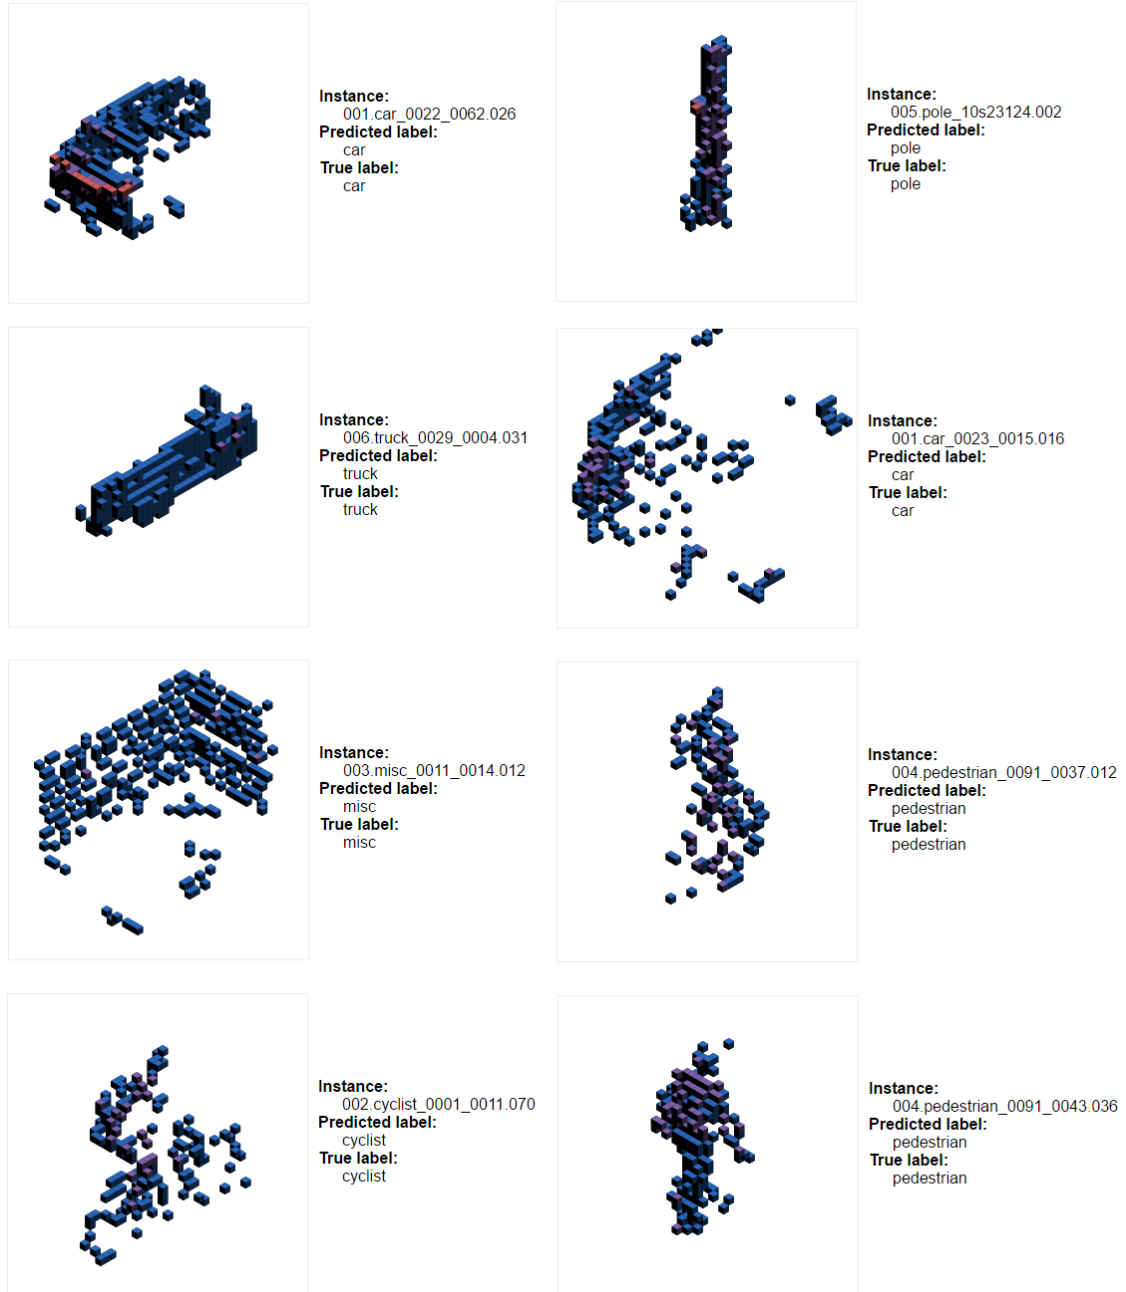 Instance:
001.car_0022_0062.026
Predicted label:
car
True label:
car
Instance:
005.pole_10s23124.002
Predicted label:
pole
True label:
pole
Instance:
006.truck_0029_0004.031
Predicted label:
truck
True label:
truck
Instance:
001.car_0023_0015.016
Predicted label:
car
True label:
car
Instance:
003.misc_0011_0014.012
Predicted label:
misc
True label:
misc
Instance:
004.pedestrian_0091_0037.012
Predicted label:
pedestrian
True label:
pedestrian
Instance:
002.cyclist_0001_0011.070
Predicted label:
cyclist
True label:
cyclist
Instance:
004.pedestrian_0091_0043.036
Predicted label:
pedestrian
True label:
pedestrian